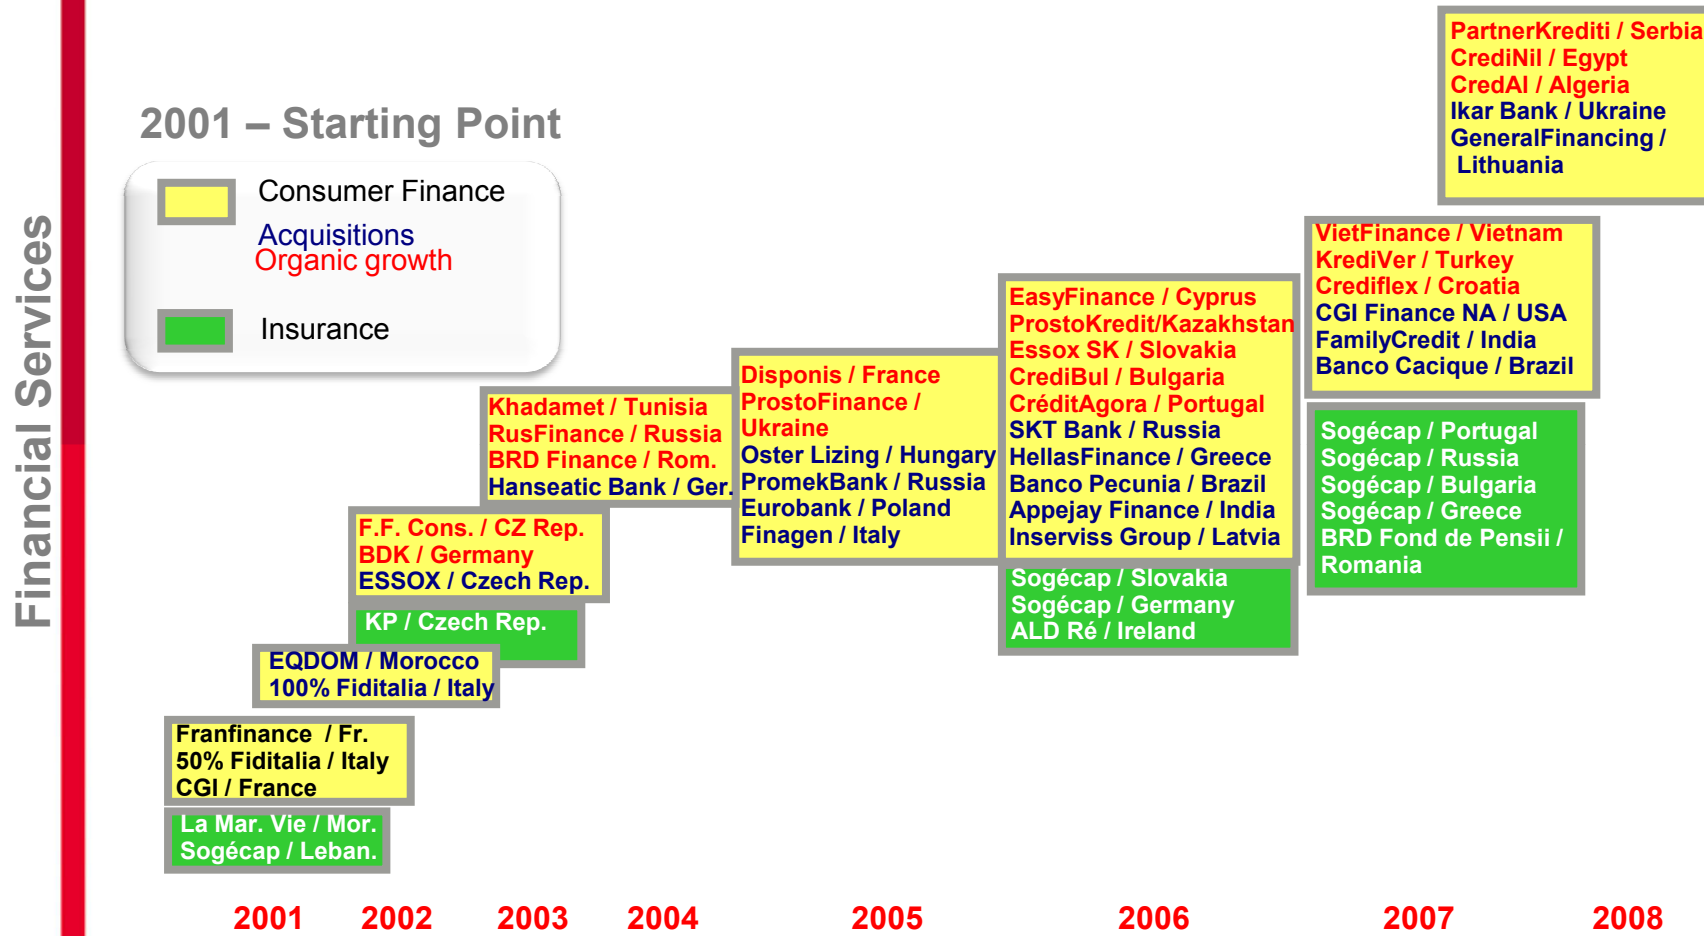 Financial Services
2001 – Starting Point
Consumer Finance
Acquisitions
Organic growth
Insurance
PartnerKrediti / Serbia
CrediNil / Egypt
CredAl / Algeria
Ikar Bank / Ukraine
GeneralFinancing /
Lithuania
VietFinance / Vietnam
KrediVer / Turkey
Crediflex / Croatia
CGI Finance NA / USA
FamilyCredit / India
Banco Cacique / Brazil
Sogécap / Portugal
Sogécap / Russia
Sogécap / Bulgaria
Sogécap / Greece
BRD Fond de Pensii /
Romania
EasyFinance / Cyprus
ProstoKredit/Kazakhstan
Essox SK / Slovakia
CrediBul / Bulgaria
CréditAgora / Portugal
SKT Bank / Russia
HellasFinance / Greece
Banco Pecunia / Brazil
Appejay Finance / India
Inserviss Group / Latvia
Sogécap / Slovakia
Sogécap / Germany
ALD Ré / Ireland
Disponis / France
ProstoFinance /
Ukraine
Oster Lizing / Hungary
PromekBank / Russia
Eurobank / Poland
Finagen / Italy
Khadamet / Tunisia
RusFinance / Russia
BRD Finance / Rom.
Hanseatic Bank / Ger.
F.F. Cons. / CZ Rep.
BDK / Germany
ESSOX / Czech Rep.
KP / Czech Rep.
EQDOM / Morocco
100% Fiditalia / Italy
Franfinance / Fr.
50% Fiditalia / Italy
CGI / France
La Mar. Vie / Mor.
Sogécap / Leban.
2001 2002 2003 2004 2005 2006 2007 2008